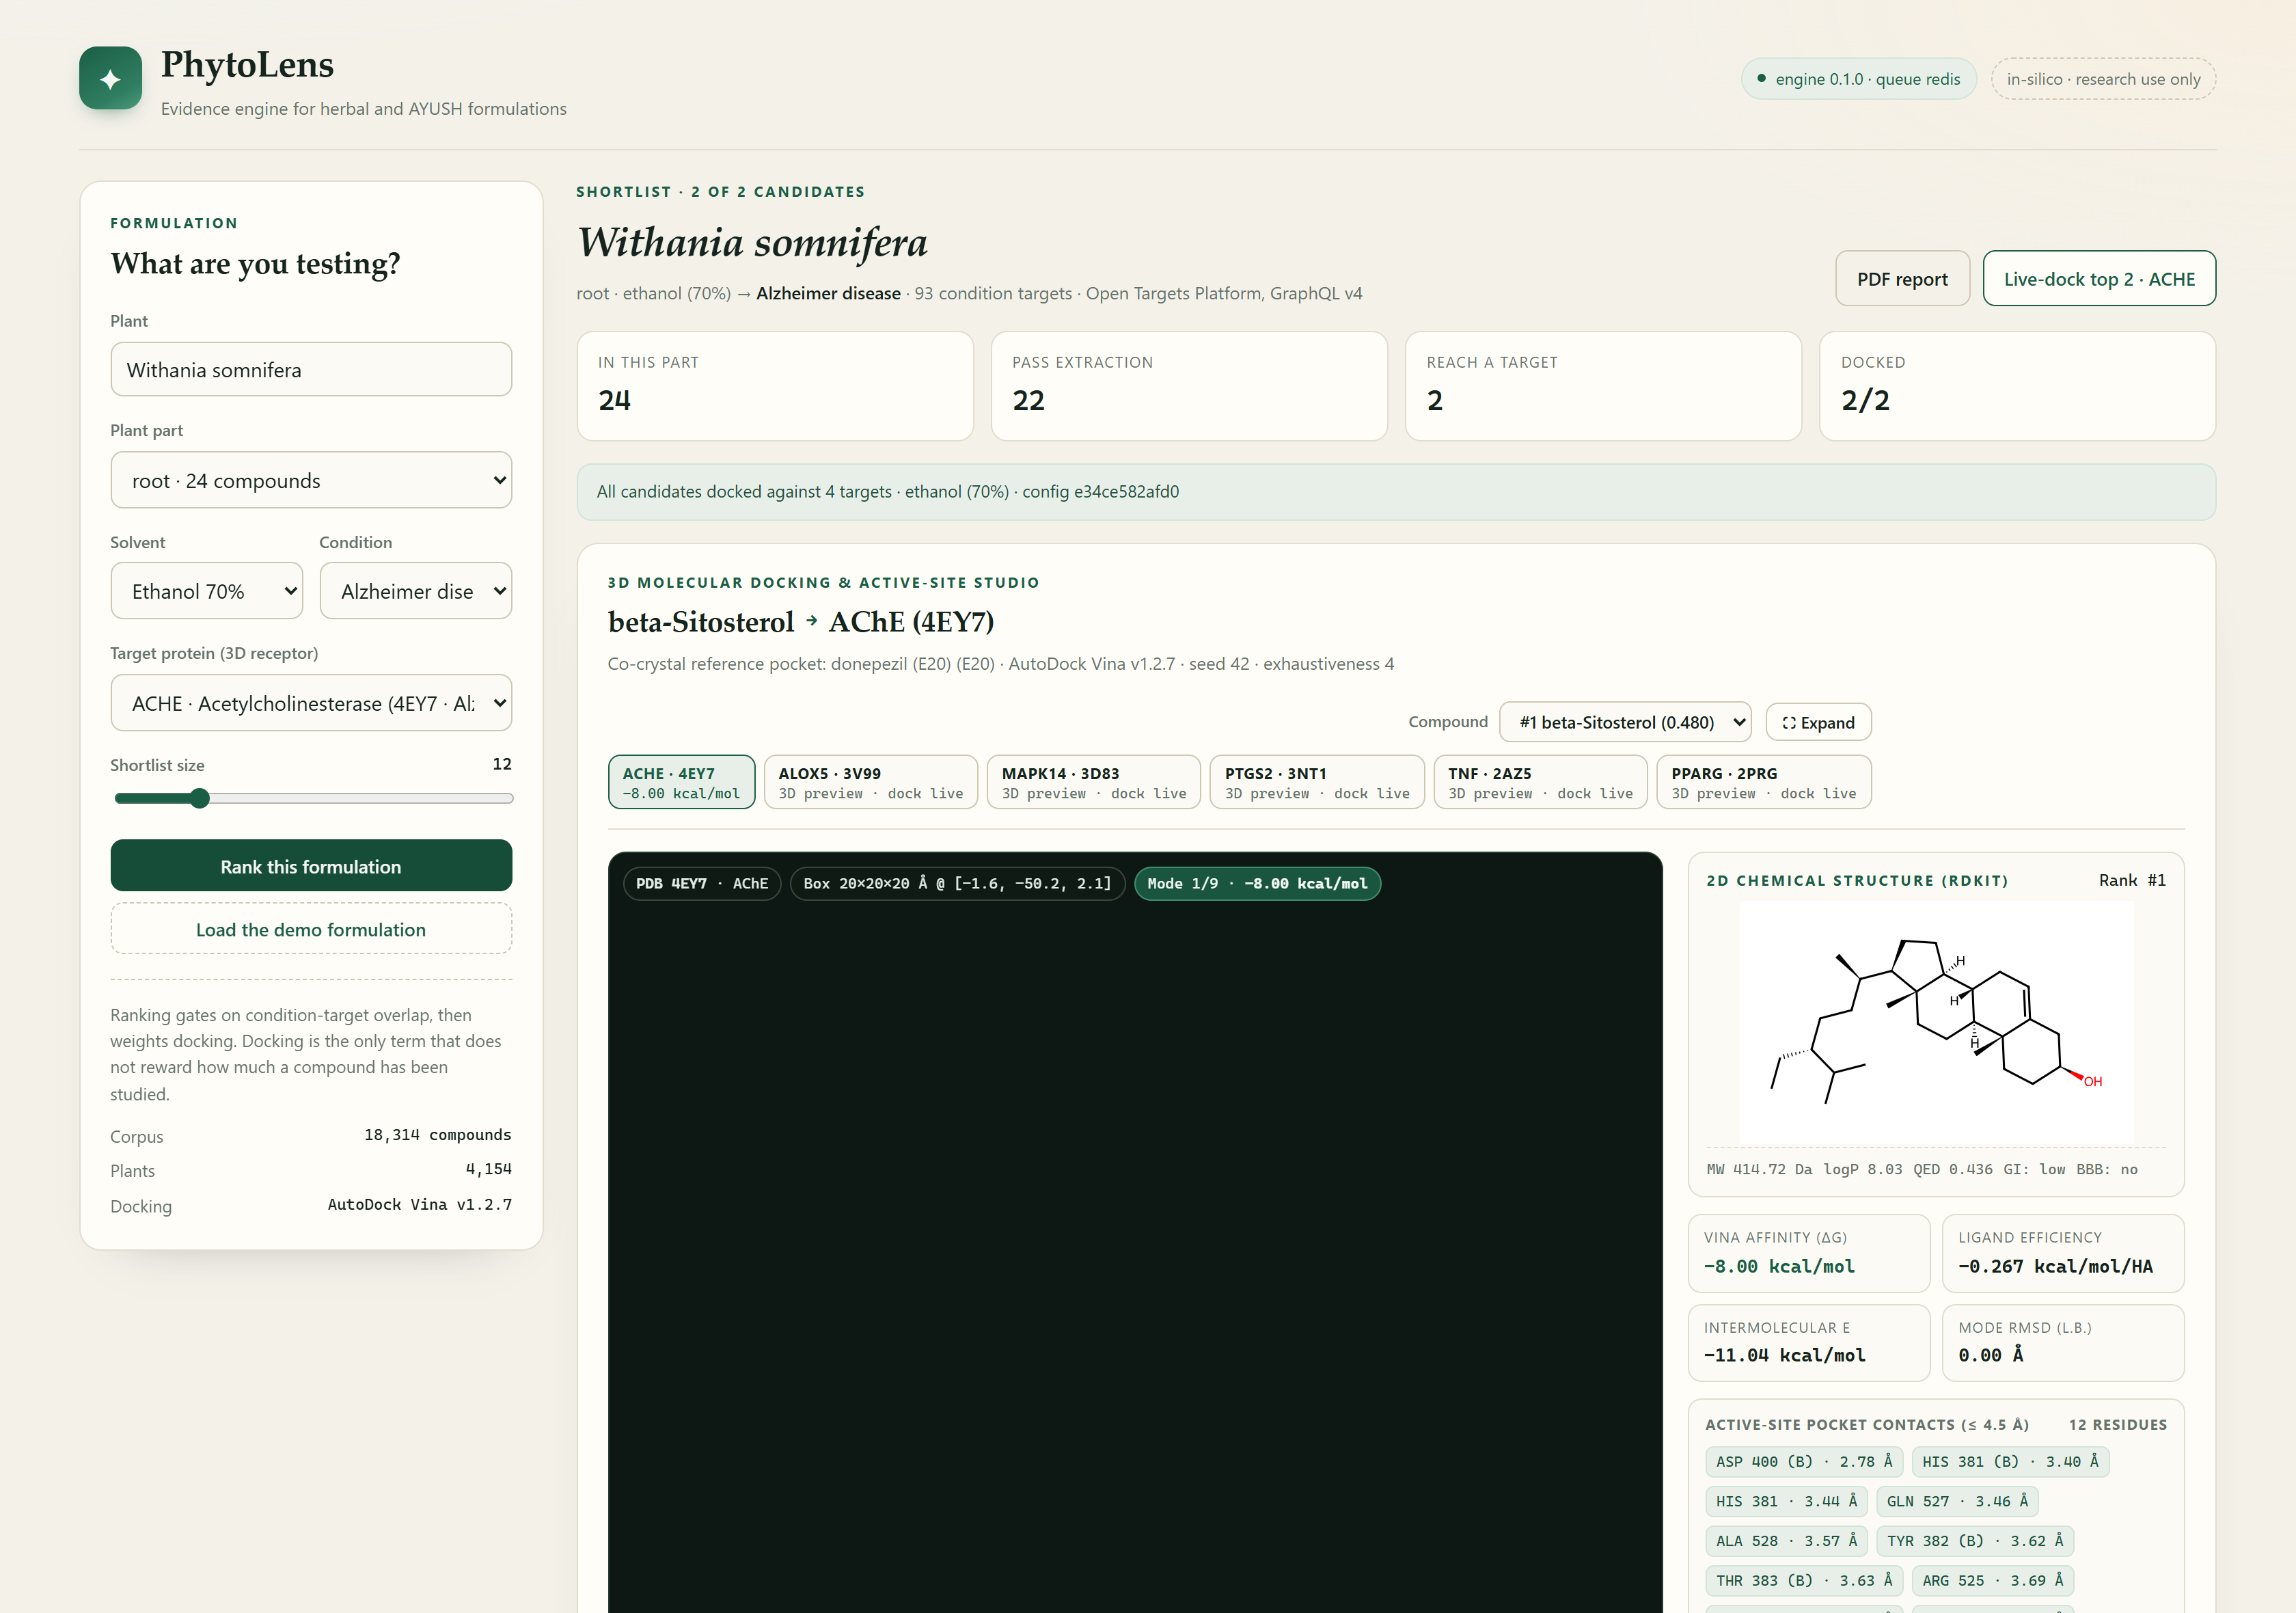 PhytoLens
Evidence engine for herbal and AYUSH formulations
engine 0.1.0 · queue redis
in-silico · research use only
FORMULATION
What are you testing?
Plant
Withania somnifera
Plant part
root · 24 compounds
Solvent
Condition
Ethanol 70%
Alzheimer dise
Target protein (3D receptor)
ACHE · Acetylcholinesterase (4EY7 · Al
Shortlist size
12
Rank this formulation
Load the demo formulation
Ranking gates on condition-target overlap, then
weights docking. Docking is the only term that does
not reward how much a compound has been
studied.
Corpus
18,314 compounds
Plants
4,154
Docking
AutoDock Vina v1.2.7
SHORTLIST · 2 OF 2 CANDIDATES
Withania somnifera
root · ethanol (70%) → Alzheimer disease · 93 condition targets · Open Targets Platform, GraphQL v4
PDF report
Live-dock top 2 · ACHE
IN THIS PART
24
PASS EXTRACTION
22
REACH A TARGET
2
DOCKED
2/2
All candidates docked against 4 targets · ethanol (70%) · config e34ce582afd0
3D MOLECULAR DOCKING & ACTIVE-SITE STUDIO
beta-Sitosterol → AChE (4EY7)
Co-crystal reference pocket: donepezil (E20) (E20) · AutoDock Vina v1.2.7 · seed 42 · exhaustiveness 4
Compound
#1 beta-Sitosterol (0.480)
Expand
ACHE · 4EY7
−8.00 kcal/mol
ALOX5 · 3V99
3D preview · dock live
MAPK14 · 3D83
3D preview · dock live
PTGS2 · 3NT1
3D preview · dock live
TNF · 2AZ5
3D preview · dock live
PPARG · 2PRG
3D preview · dock live
PDB 4EY7 · AChE
Box 20×20×20 Å @ [−1.6, −50.2, 2.1]
Mode 1/9 · −8.00 kcal/mol
2D CHEMICAL STRUCTURE (RDKIT)
Rank #1
H
H
H
OH
MW 414.72 Da logP 8.03 QED 0.436 GI: low BBB: no
VINA AFFINITY (ΔG)
−8.00 kcal/mol
LIGAND EFFICIENCY
−0.267 kcal/mol/HA
INTERMOLECULAR E
−11.04 kcal/mol
MODE RMSD (L.B.)
0.00 Å
ACTIVE-SITE POCKET CONTACTS (≤ 4.5 Å)
12 RESIDUES
ASP 400 (B) · 2.78 Å
HIS 381 (B) · 3.40 Å
HIS 381 · 3.44 Å
GLN 527 · 3.46 Å
ALA 528 · 3.57 Å
TYR 382 (B) · 3.62 Å
THR 383 (B) · 3.63 Å
ARG 525 · 3.69 Å